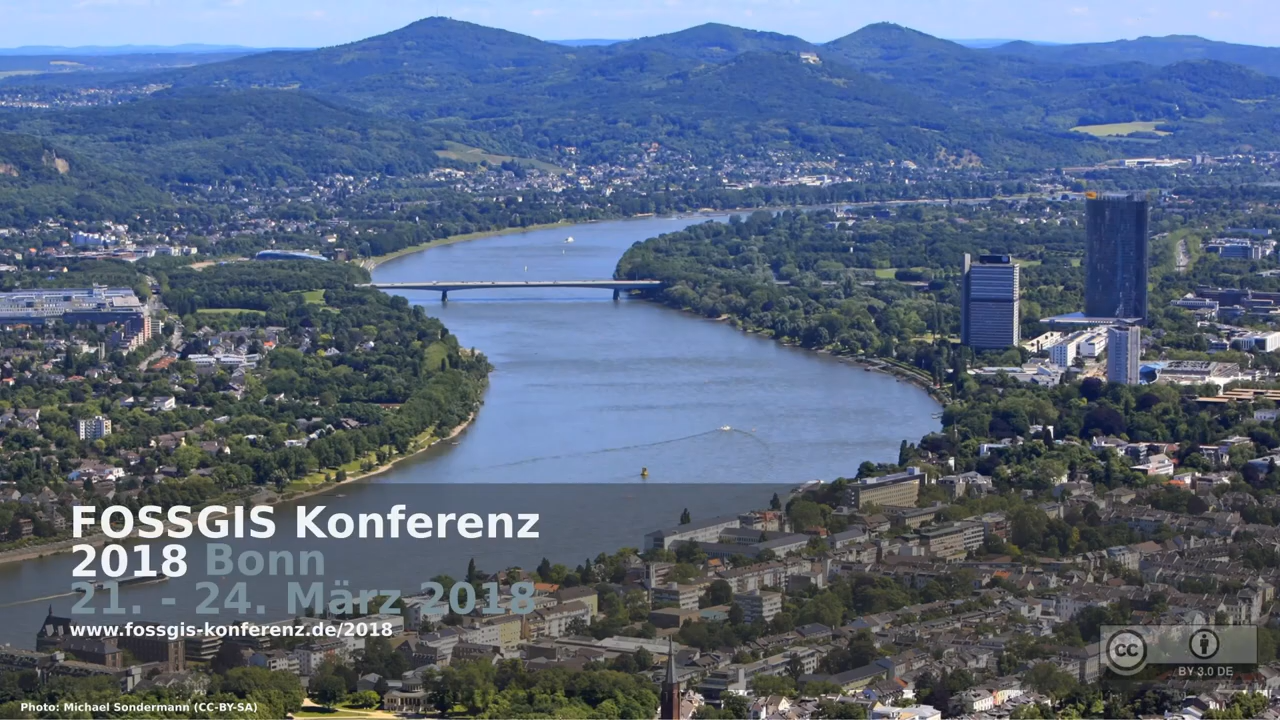 FOSSGIS Konferenz
2018 Bonn
21. - 24. März 2018
www.fossgis-konferenz.de/2018
cc
BY 3.0 DE
Photo: Michael Sondermann (CC-BY-SA)